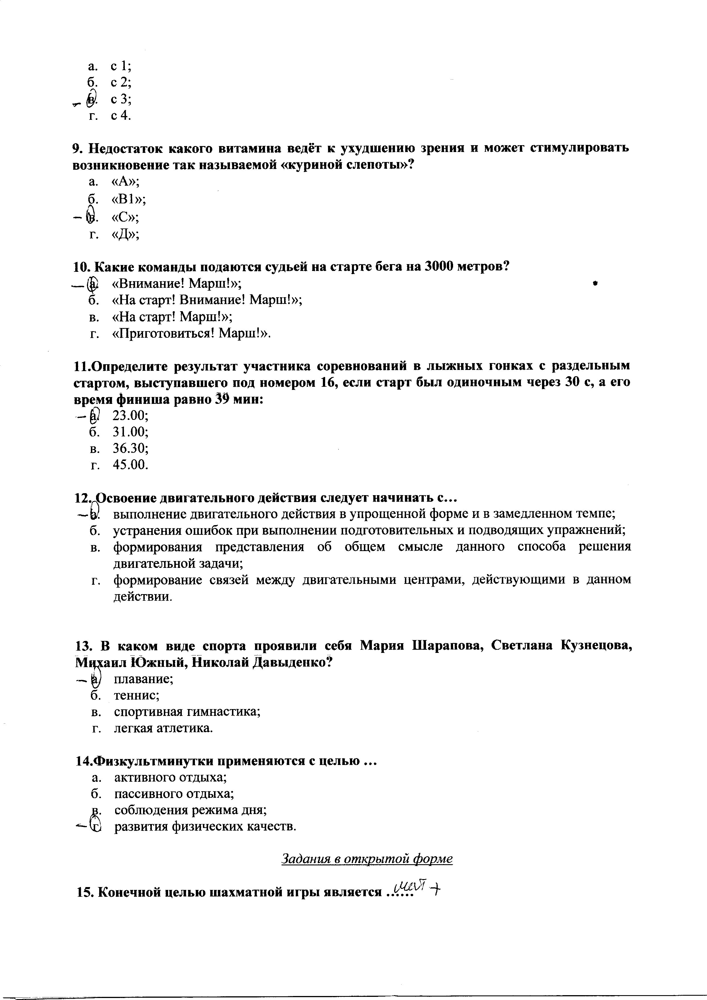 а. с 1;
б. с 2;
– в. с 3;
г. с 4.
9. Недостаток какого витамина ведёт к ухудшению зрения и может стимулировать
возникновение так называемой «куриной слепоты»?
а. «А»;
б. «В1»;
– в. «С»;
г. «Д»;
10. Какие команды подаются судьей на старте бега на 3000 метров?
– а. «Внимание! Марш!»;
б. «На старт! Внимание! Марш!»;
в. «На старт! Марш!»;
г. «Приготовиться! Марш!».
11.Определите результат участника соревнований в лыжных гонках с раздельным
стартом, выступавшего под номером 16, если старт был одиночным через 30 с, а его
время финиша равно 39 мин:
– а. 23.00;
б. 31.00;
в. 36.30;
г. 45.00.
12. Освоение двигательного действия следует начинать с…
– а. выполнение двигательного действия в упрощенной форме и в замедленном темпе;
б. устранения ошибок при выполнении подготовительных и подводящих упражнений;
в. формирования представления об общем смысле данного способа решения
двигательной задачи;
г. формирование связей между двигательными центрами, действующими в данном
действии.
13. В каком виде спорта проявили себя Мария Шарапова, Светлана Кузнецова,
Михаил Южный, Николай Давыденко?
– а. плавание;
б. теннис;
в. спортивная гимнастика;
г. легкая атлетика.
14.Физкультминутки применяются с целью …
а. активного отдыха;
б. пассивного отдыха;
в. соблюдения режима дня;
– г. развития физических качеств.
Задания в открытой форме
15. Конечной целью шахматной игры является …… мат +